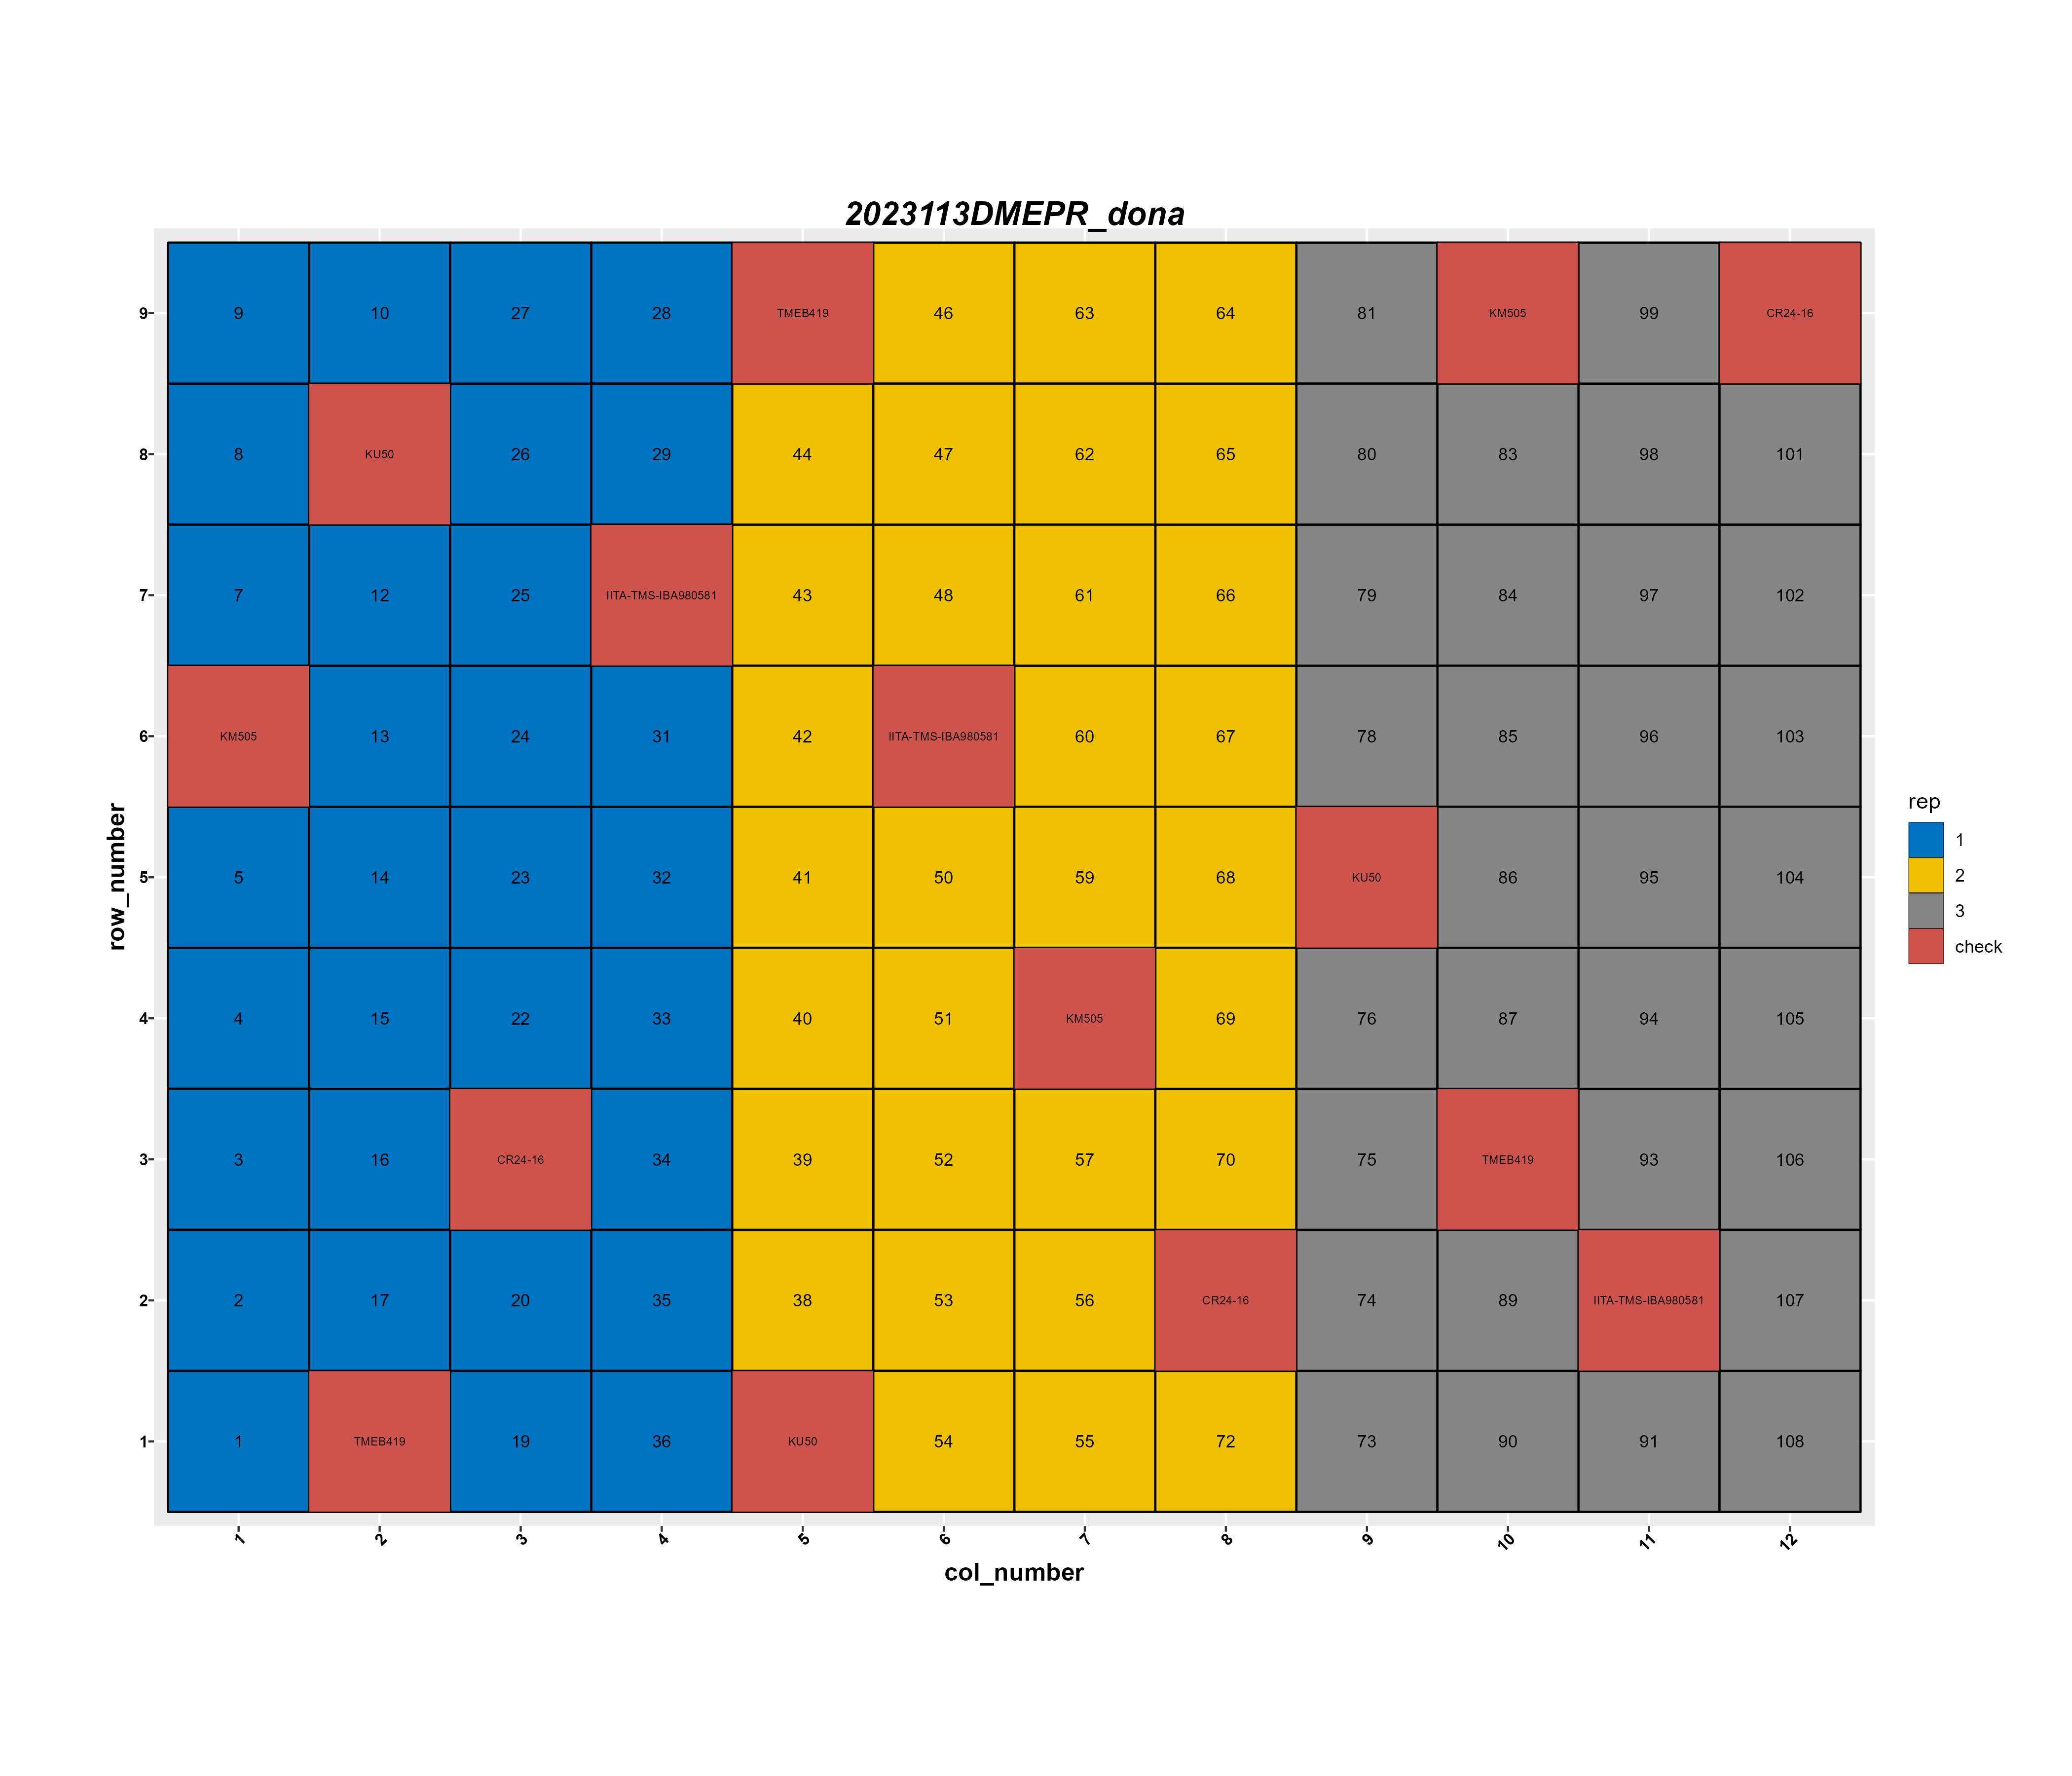 2023113DMEPR_dona
9 9 10 27 28 TMEB419 46 63 64 81 KM505 99 CR24-16
8 8 KU50 26 29 44 47 62 65 80 83 98 101
7 7 12 25 IITA-TMS-IBA980581 43 48 61 66 79 84 97 102
6 KM505 13 24 31 42 IITA-TMS-IBA980581 60 67 78 85 96 103
5 5 14 23 32 41 50 59 68 KU50 86 95 104
4 4 15 22 33 40 51 KM505 69 76 87 94 105
3 3 16 CR24-16 34 39 52 57 70 75 TMEB419 93 106
2 2 17 20 35 38 53 56 CR24-16 74 89 IITA-TMS-IBA980581 107
1 1 TMEB419 19 36 KU50 54 55 72 73 90 91 108
1 2 3 4 5 6 7 8 9 10 11 12
col_number
row_number
rep
1
2
3
check